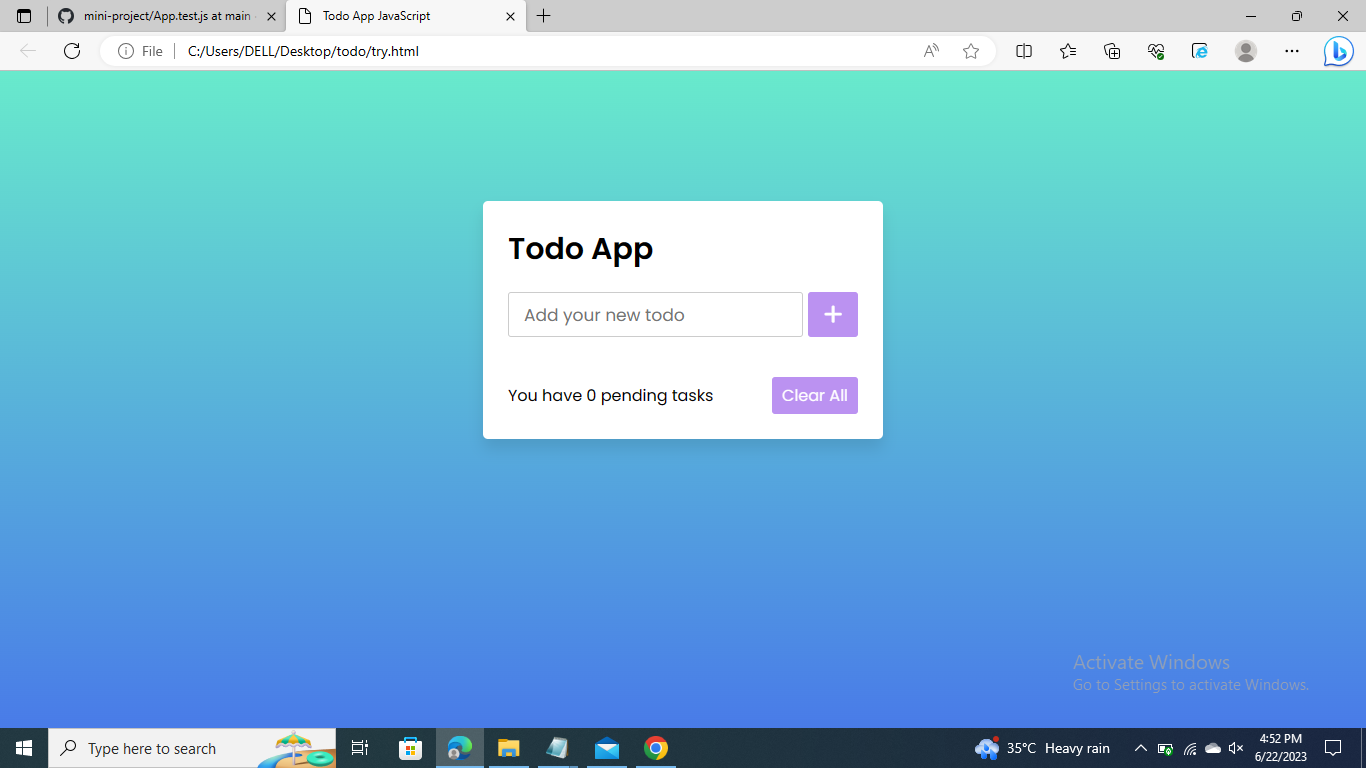 mini-project/App.test.js at main
Todo App JavaScript
File
C:/Users/DELL/Desktop/todo/try.html
Todo App
Add your new todo
You have 0 pending tasks
Clear All
Activate Windows
Go to Settings to activate Windows.
Type here to search
35°C Heavy rain
4:52 PM
6/22/2023